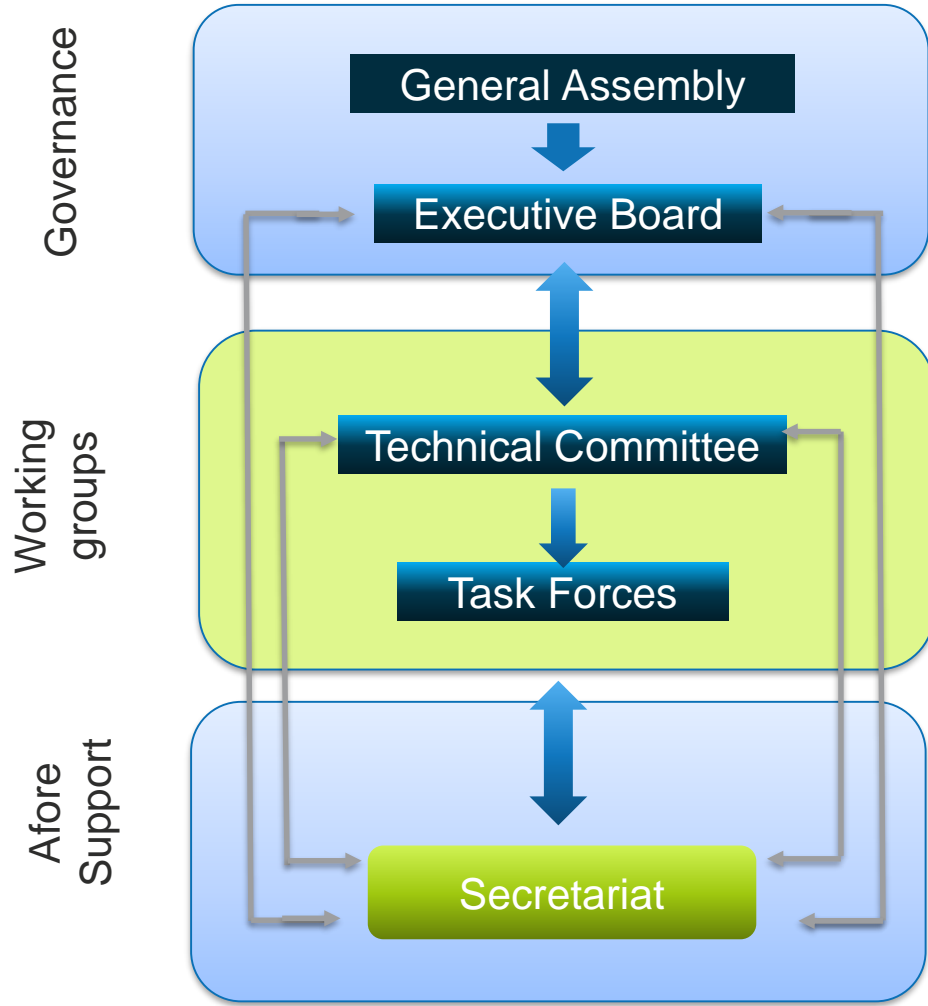 Governance
General Assembly
Executive Board
Working
groups
Technical Committee
Task Forces
Afore
Support
Secretariat